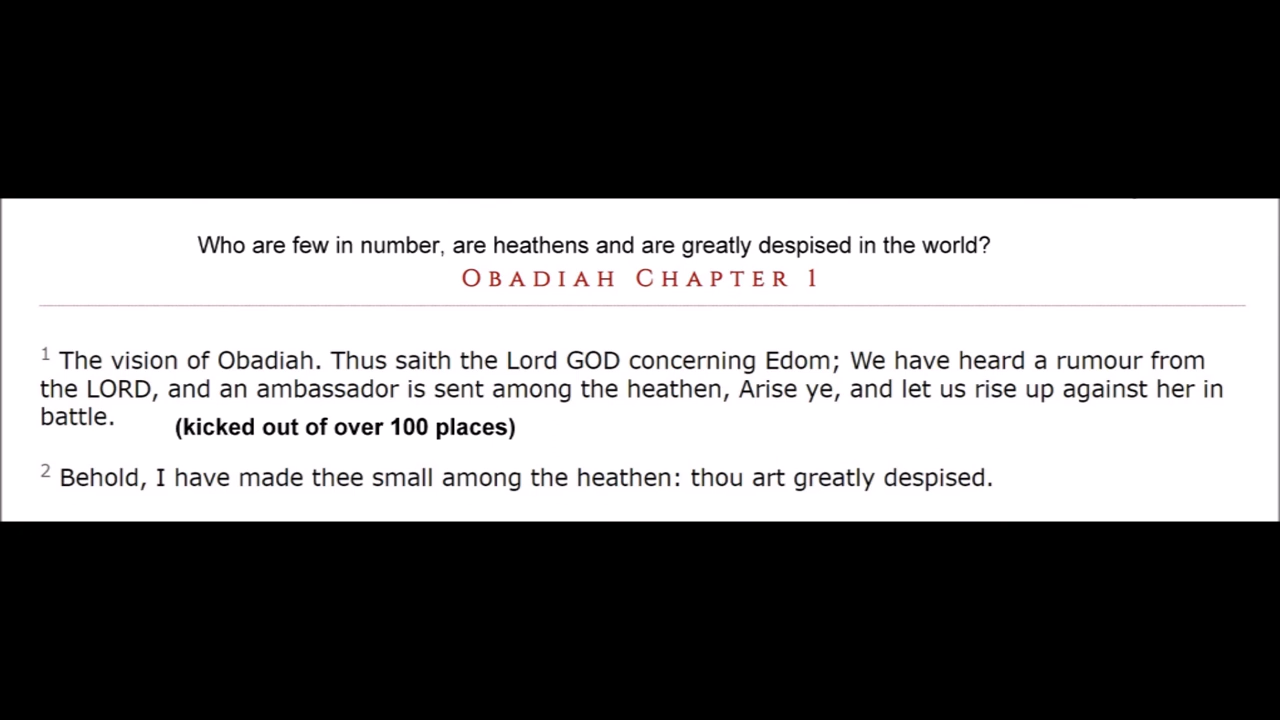 Who are few in number, are heathens and are greatly despised in the world?
OBADIAH CHAPTER 1
1 The vision of Obadiah. Thus saith the Lord GOD concerning Edom; We have heard a rumour from
the LORD, and an ambassador is sent among the heathen, Arise ye, and let us rise up against her in
battle. (kicked out of over 100 places)
2 Behold, I have made thee small among the heathen: thou art greatly despised.